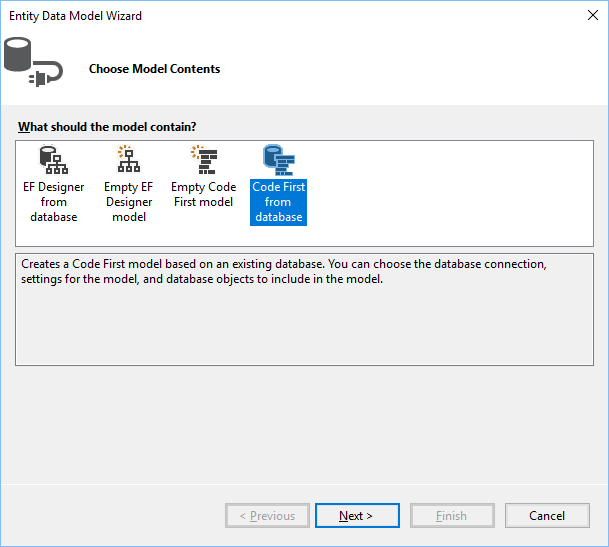 Entity Data Model Wizard
Choose Model Contents
What should the model contain?
EF Designer
from
database
Empty EF
Designer
model
Empty Code
First model
Code First
from
database
Creates a Code First model based on an existing database. You can choose the database connection,
settings for the model, and database objects to include in the model.
< Previous
Next >
Finish
Cancel